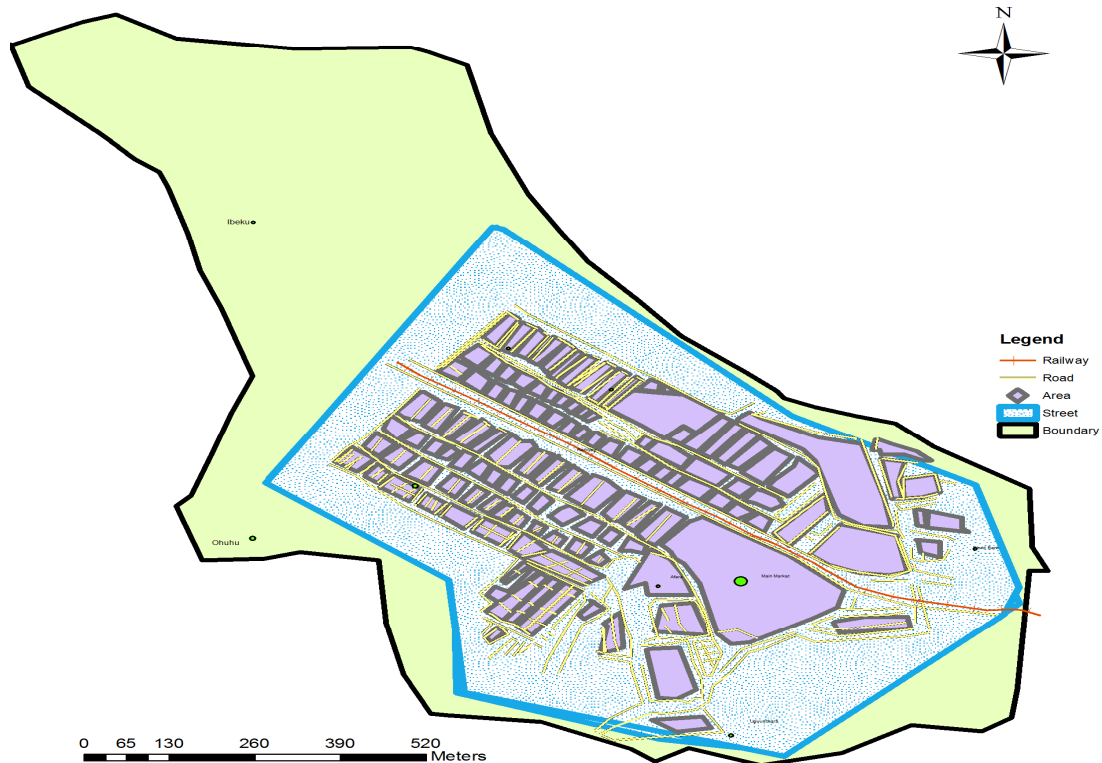 N
Ibeku
Legend
Railway
Road
Area
Street
Boundary
Ohuhu
Main Market
0 65 130 260 390 520
Meters